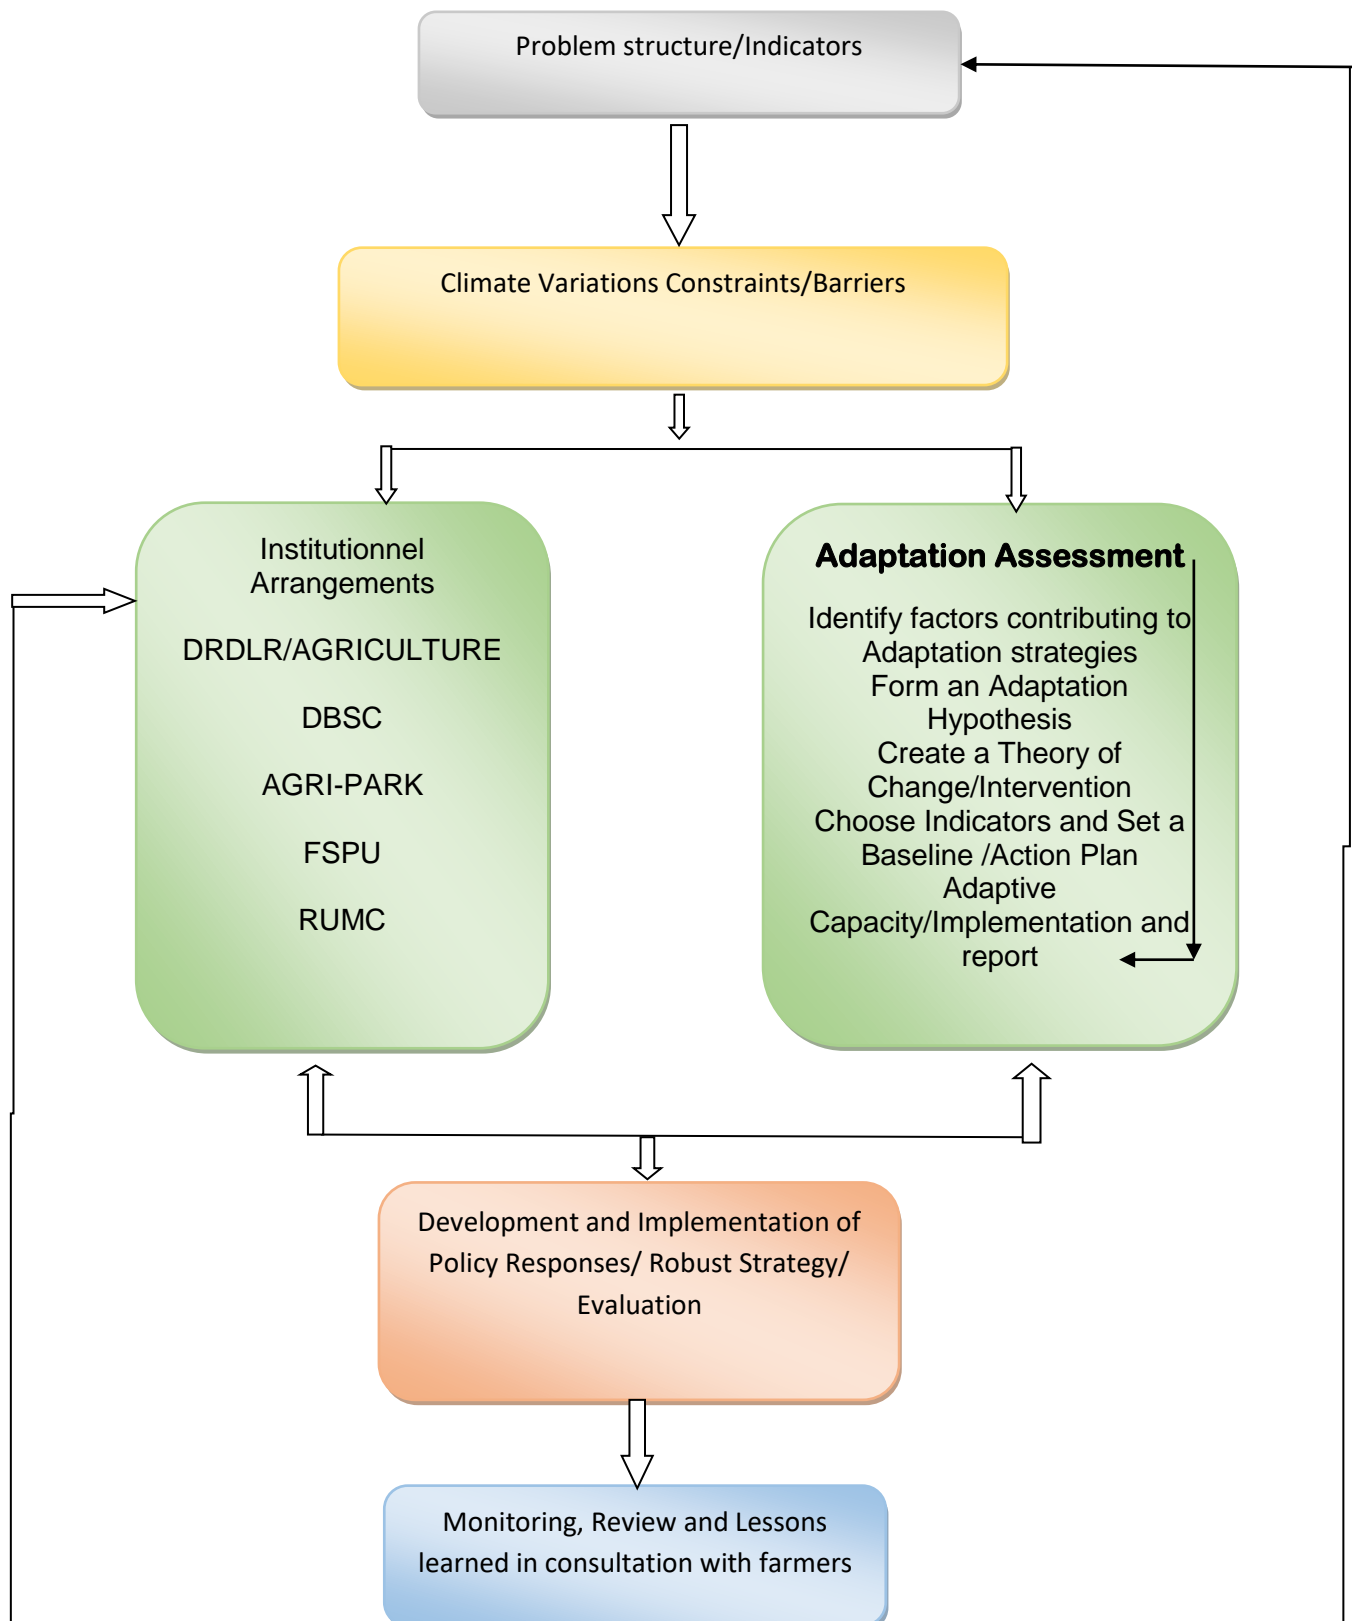 Problem structure/Indicators
Climate Variations Constraints/Barriers
Institutionnel
Arrangements
DRDLR/AGRICULTURE
DBSC
AGRI-PARK
FSPU
RUMC
Adaptation Assessment
Identify factors contributing to
Adaptation strategies
Form an Adaptation
Hypothesis
Create a Theory of
Change/Intervention
Choose Indicators and Set a
Baseline /Action Plan
Adaptive
Capacity/Implementation and
report
Development and Implementation of
Policy Responses/ Robust Strategy/
Evaluation
Monitoring, Review and Lessons
learned in consultation with farmers